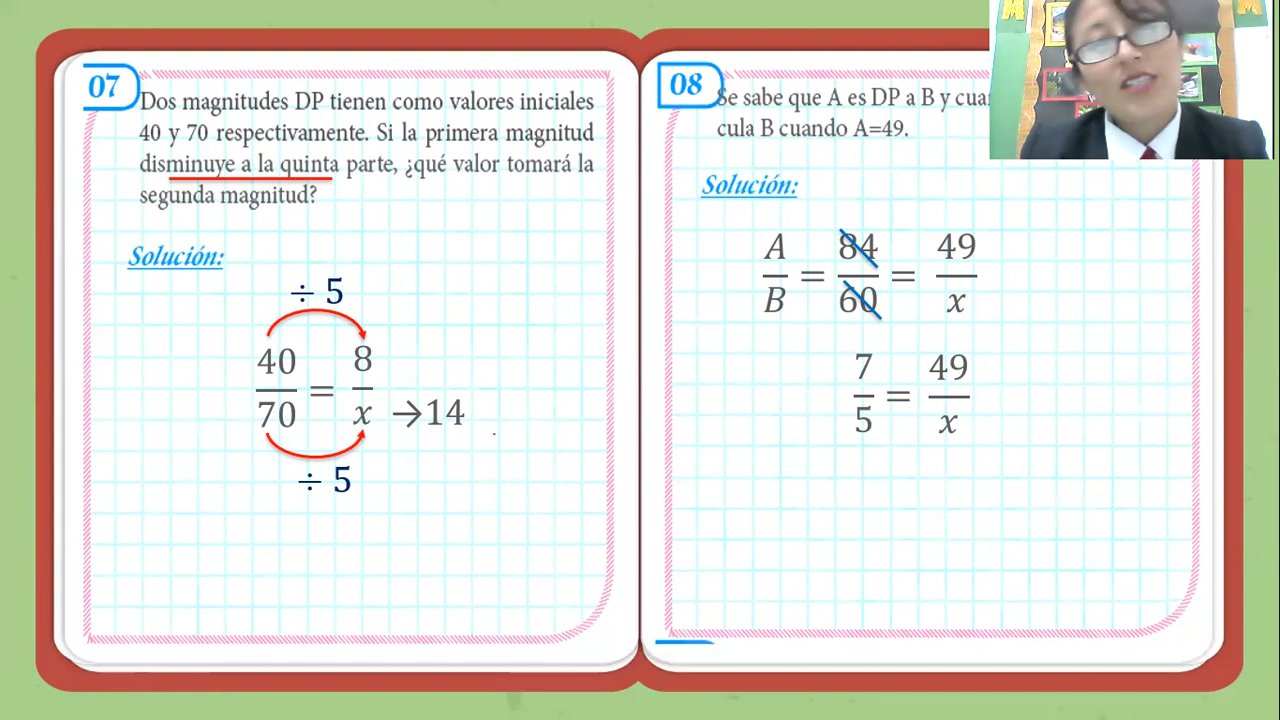 07
Dos magnitudes DP tienen como valores iniciales
40 y 70 respectivamente. Si la primera magnitud
disminuye a la quinta parte, ¿qué valor tomará la
segunda magnitud?
Solución:
÷ 5
40/70 = 8/x →14
÷ 5
08
Se sabe que A es DP a B y
cula B cuando A=49.
Solución:
A/B = 84/60 = 49/x
7/5 = 49/x
M
M